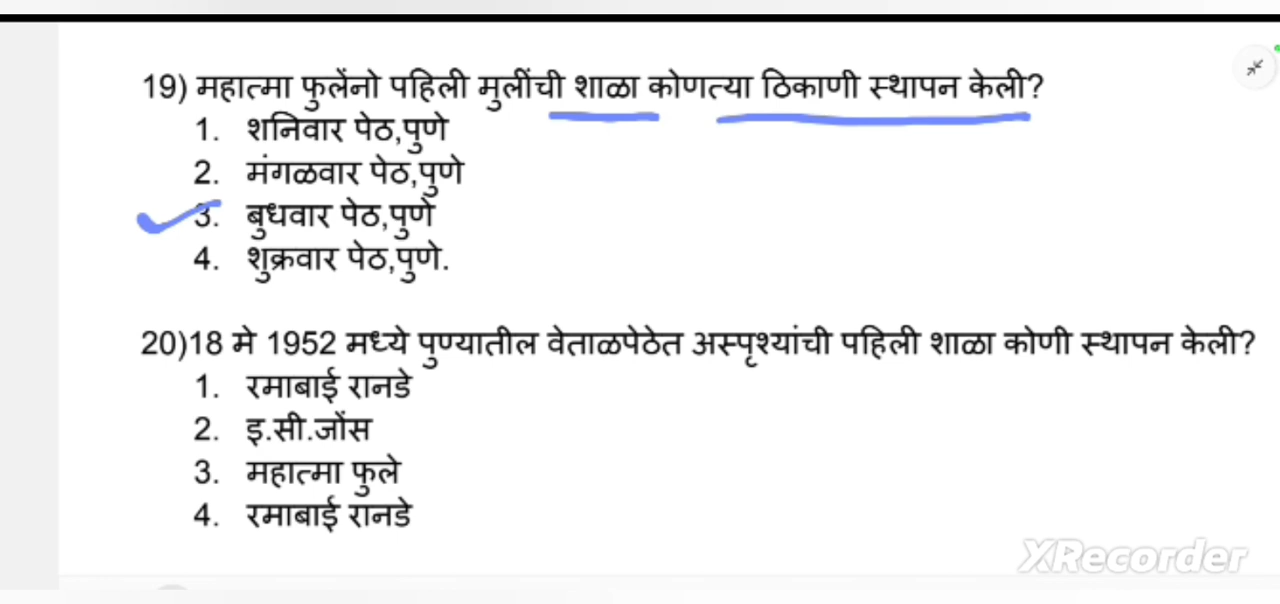 19) महात्मा फुलेंनो पहिली मुलींची शाळा कोणत्या ठिकाणी स्थापन केली?
1. शनिवार पेठ,पुणे
2. मंगळवार पेठ,पुणे
3. बुधवार पेठ,पुणे
4. शुक्रवार पेठ,पुणे.
20)18 मे 1952 मध्ये पुण्यातील वेताळपेठेत अस्पृश्यांची पहिली शाळा कोणी स्थापन केली?
1. रमाबाई रानडे
2. इ.सी.जोंस
3. महात्मा फुले
4. रमाबाई रानडे
XRecorder